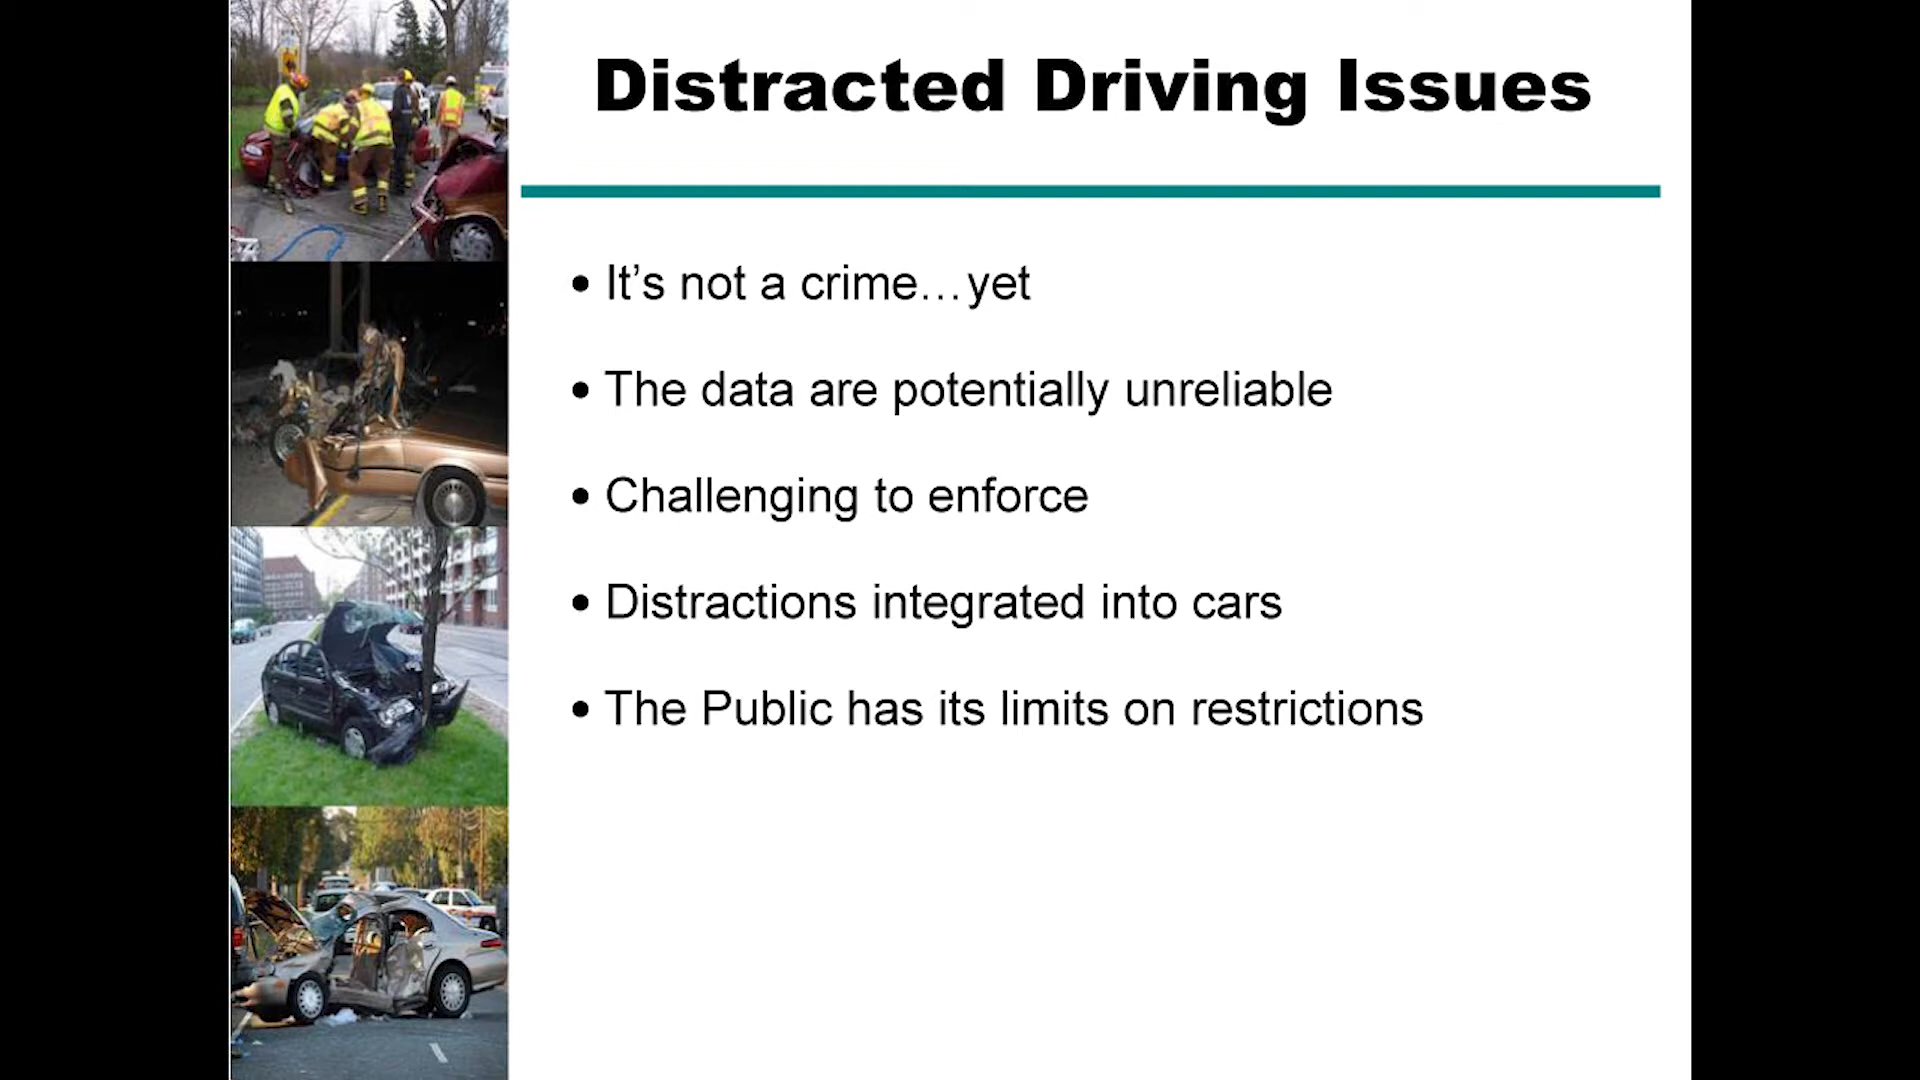 Distracted Driving Issues
• It’s not a crime…yet
• The data are potentially unreliable
• Challenging to enforce
• Distractions integrated into cars
• The Public has its limits on restrictions